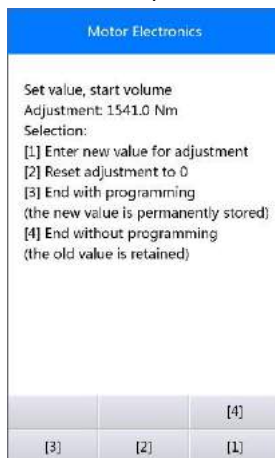 Motor Electronics
Set value, start volume
Adjustment: 1541.0 Nm
Selection:
[1] Enter new value for adjustment
[2] Reset adjustment to 0
[3] End with programming
(the new value is permanently stored)
[4] End without programming
(the old value is retained)
[4]
[3] [2] [1]